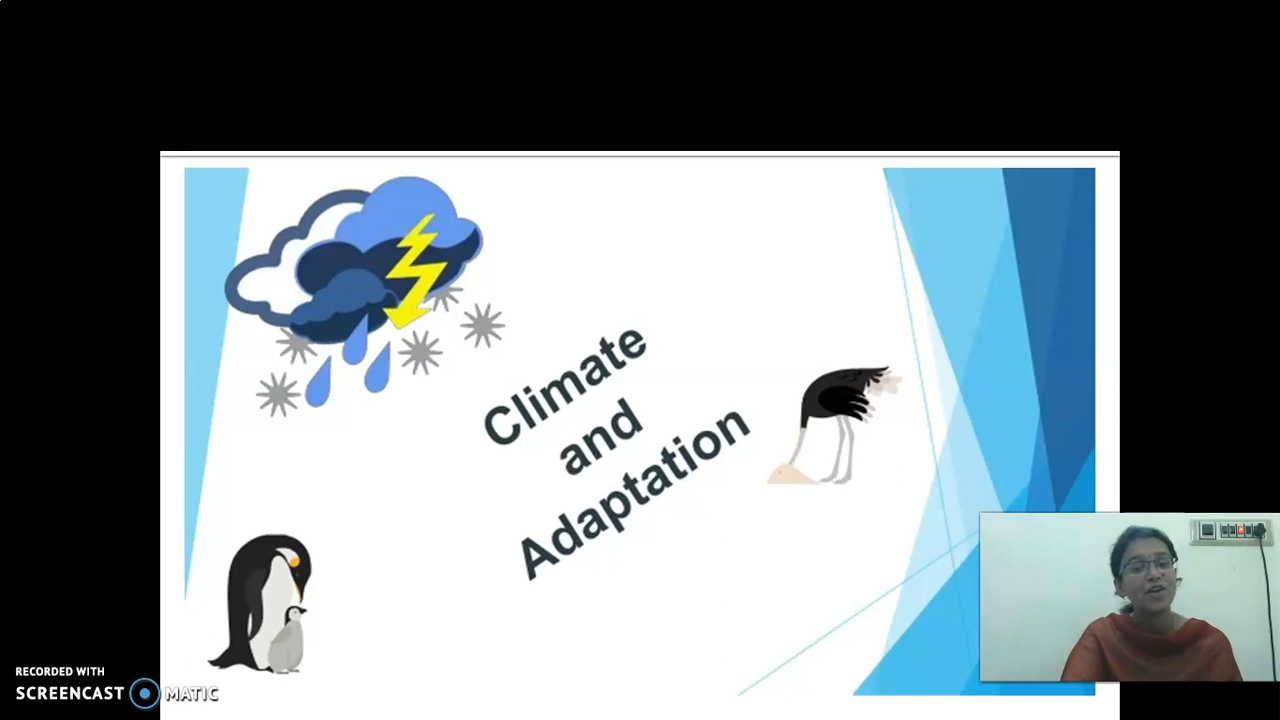 Climate
and
Adaptation
RECORDED WITH
SCREENCAST MATIC